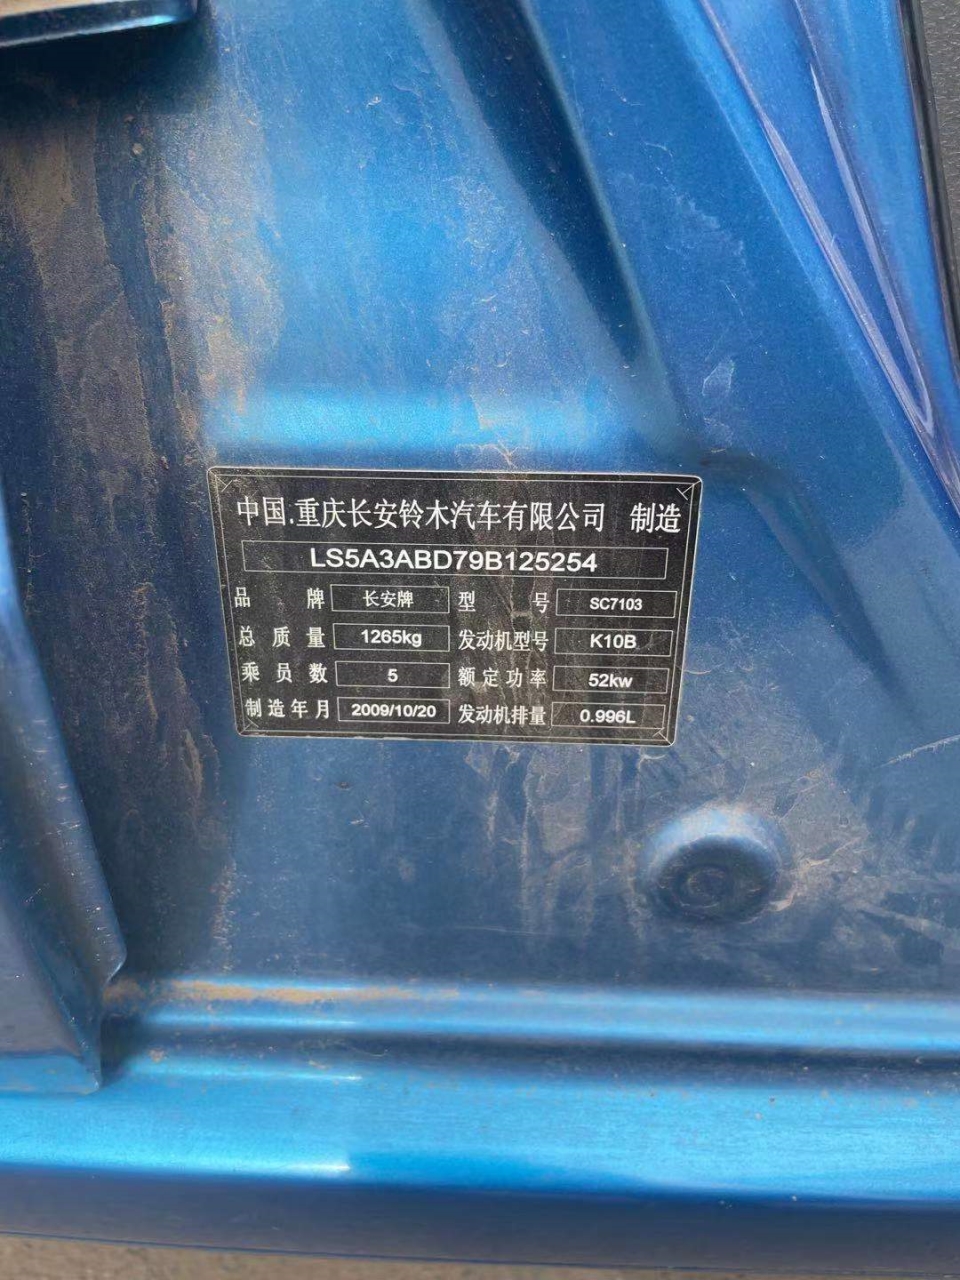 中国.重庆长安铃木汽车有限公司 制造
LS5A3ABD79B125254
品牌 长安牌 型号 SC7103
总质量 1265kg 发动机型号 K10B
乘员数 5 额定功率 52kw
制造年月 2009/10/20 发动机排量 0.996L